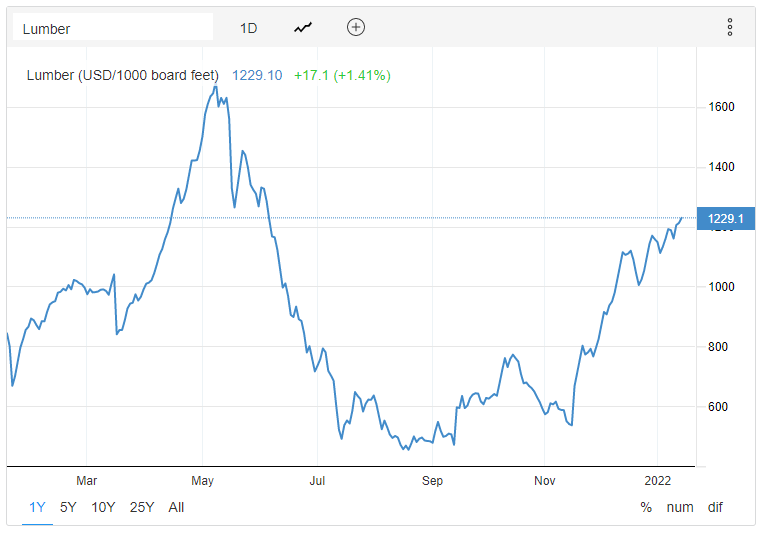 Lumber 1D
Lumber (USD/1000 board feet) 1229.10 +17.1 (+1.41%)
1600
1400
1229.1
1200
1000
800
600
Mar May Jul Sep Nov 2022
1Y 5Y 10Y 25Y All % num dif